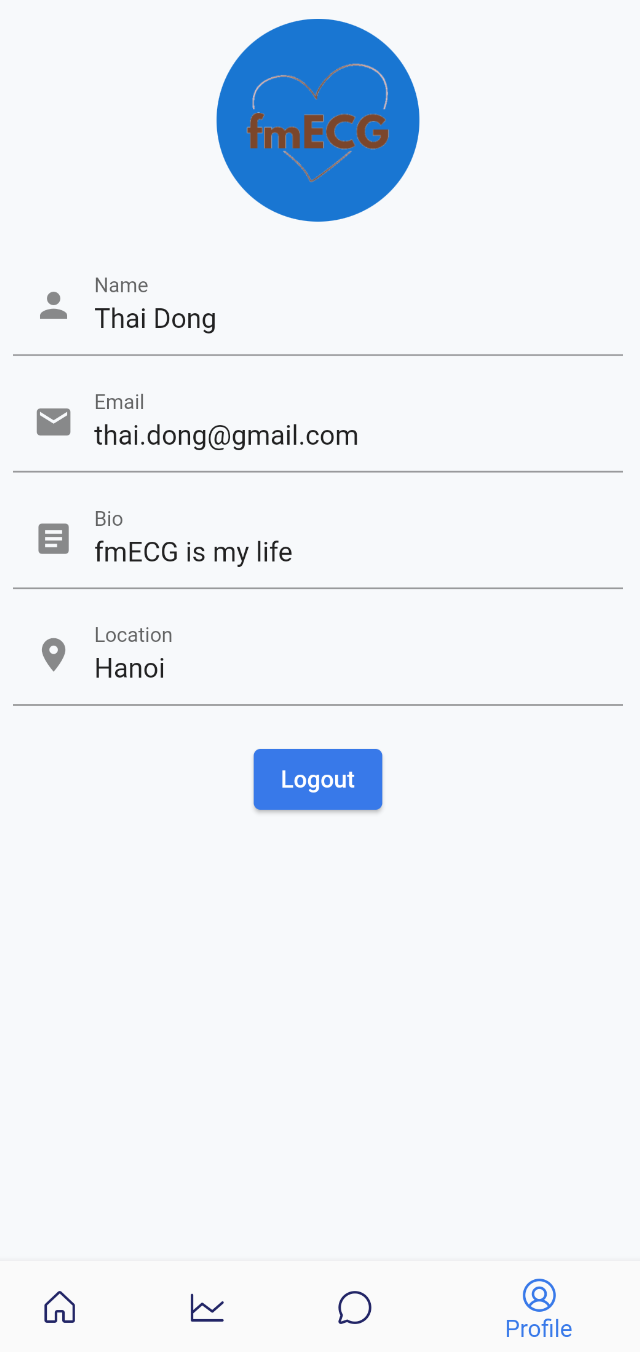 fmECG
Name
Thai Dong
Email
thai.dong@gmail.com
Bio
fmECG is my life
Location
Hanoi
Logout
Profile